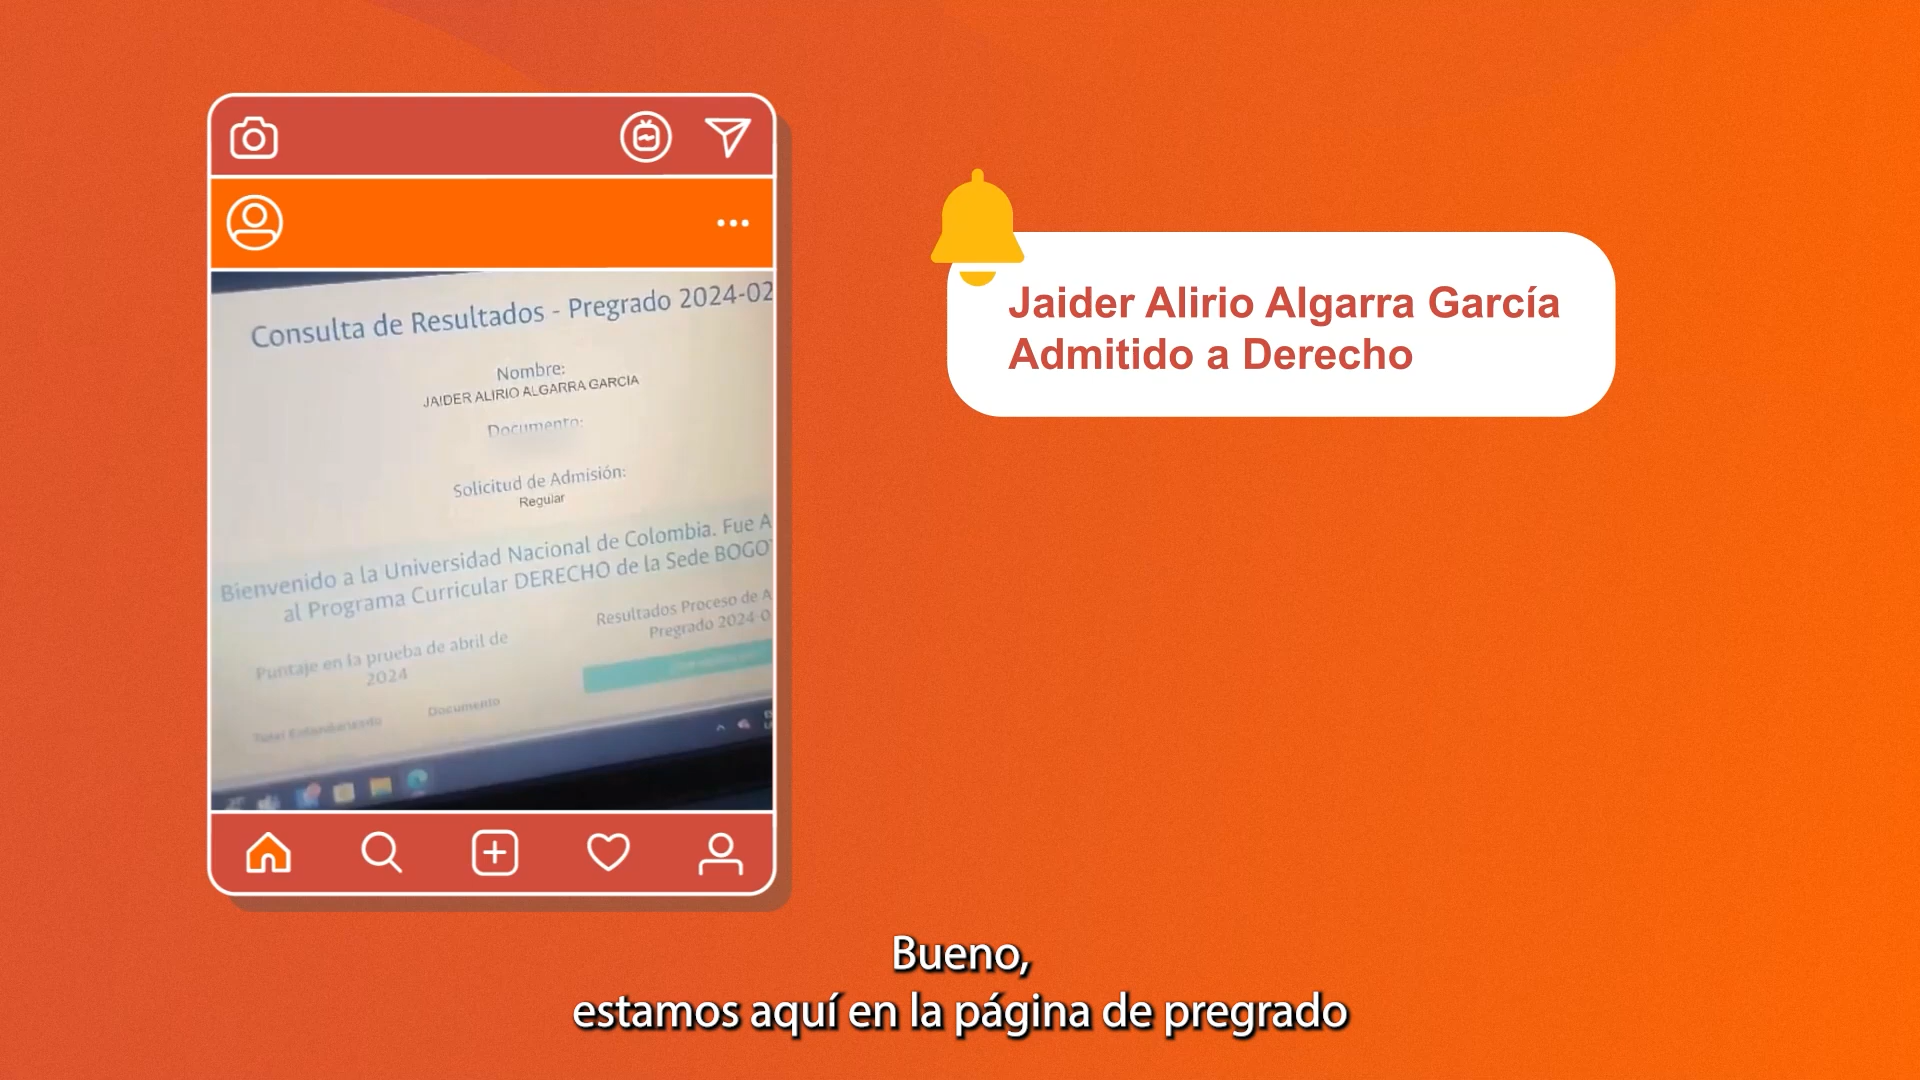 Consulta de Resultados - Pregrado 2024-02
Nombre:
JAIDER ALIRIO ALGARRA GARCIA
Documento:
Solicitud de Admisión:
Regular
Bienvenido a la Universidad Nacional de Colombia. Fue A
al Programa Curricular DERECHO de la Sede BOGO
Puntaje en la prueba de abril de
2024
Resultados Proceso de A
Pregrado 2024-0
Documento
Jaider Alirio Algarra García
Admitido a Derecho
Bueno,
estamos aquí en la página de pregrado